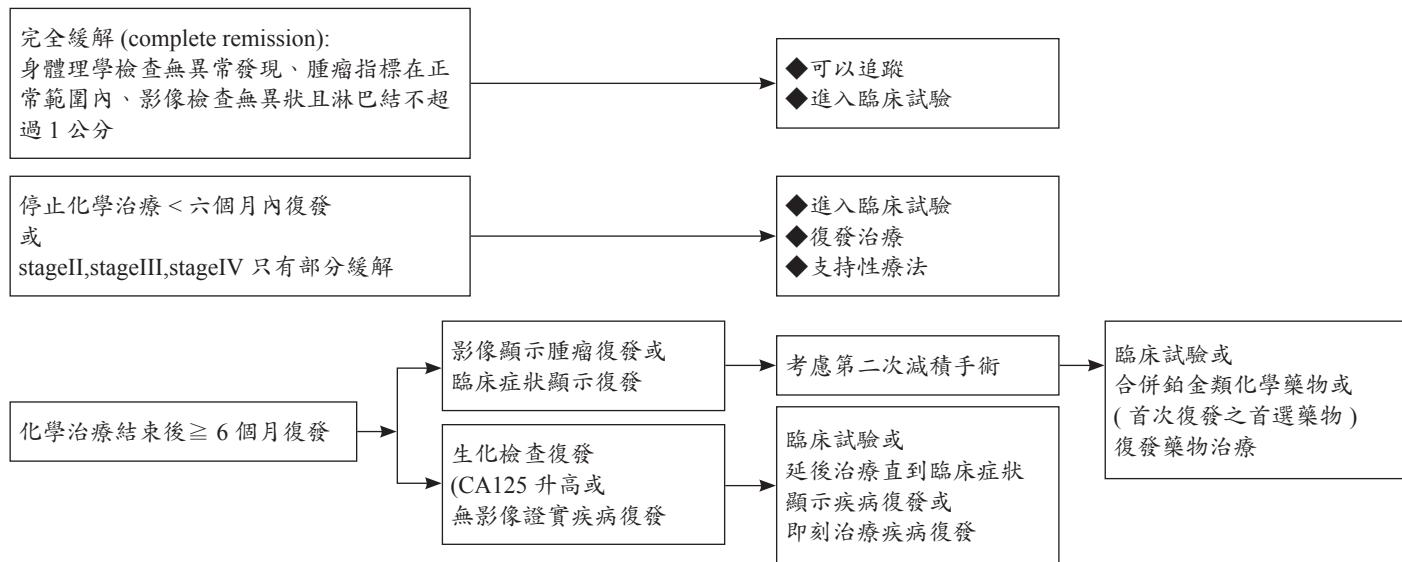 完全緩解 (complete remission):
身體理學檢查無異常發現、腫瘤指標在正
常範圍內、影像檢查無異狀且淋巴結不超
過 1 公分
◆可以追蹤
◆進入臨床試驗
停止化學治療 < 六個月內復發
或
stageII,stageIII,stageIV 只有部分緩解
◆進入臨床試驗
◆復發治療
◆支持性療法
化學治療結束後≧ 6 個月復發
影像顯示腫瘤復發或
臨床症狀顯示復發
考慮第二次減積手術
臨床試驗或
合併鉑金類化學藥物或
( 首次復發之首選藥物 )
復發藥物治療
生化檢查復發
(CA125 升高或
無影像證實疾病復發
臨床試驗或
延後治療直到臨床症狀
顯示疾病復發或
即刻治療疾病復發